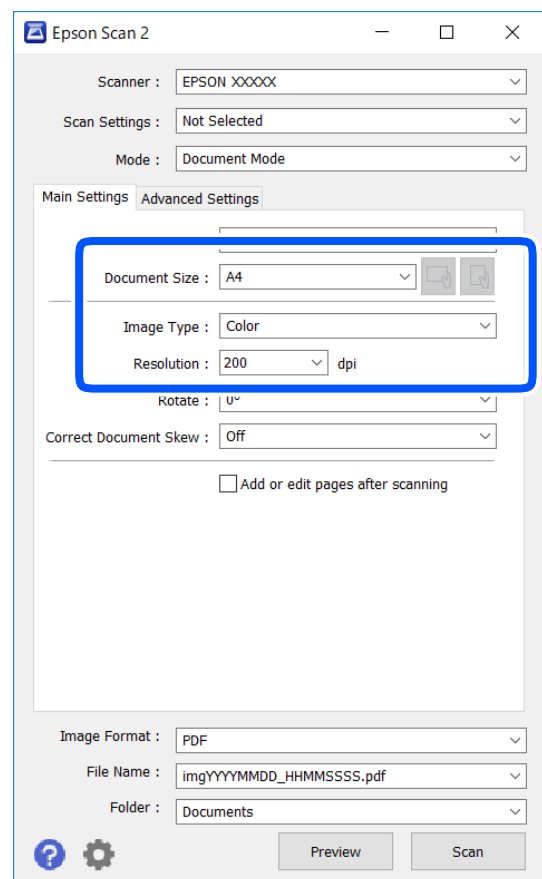 Epson Scan 2
Scanner : EPSON XXXXX
Scan Settings : Not Selected
Mode : Document Mode
Main Settings Advanced Settings
Document Size : A4
Image Type : Color
Resolution : 200 dpi
Rotate : 0°
Correct Document Skew : Off
Add or edit pages after scanning
Image Format : PDF
File Name : imgYYYYMMDD_HHMMSSSS.pdf
Folder : Documents
? Preview Scan